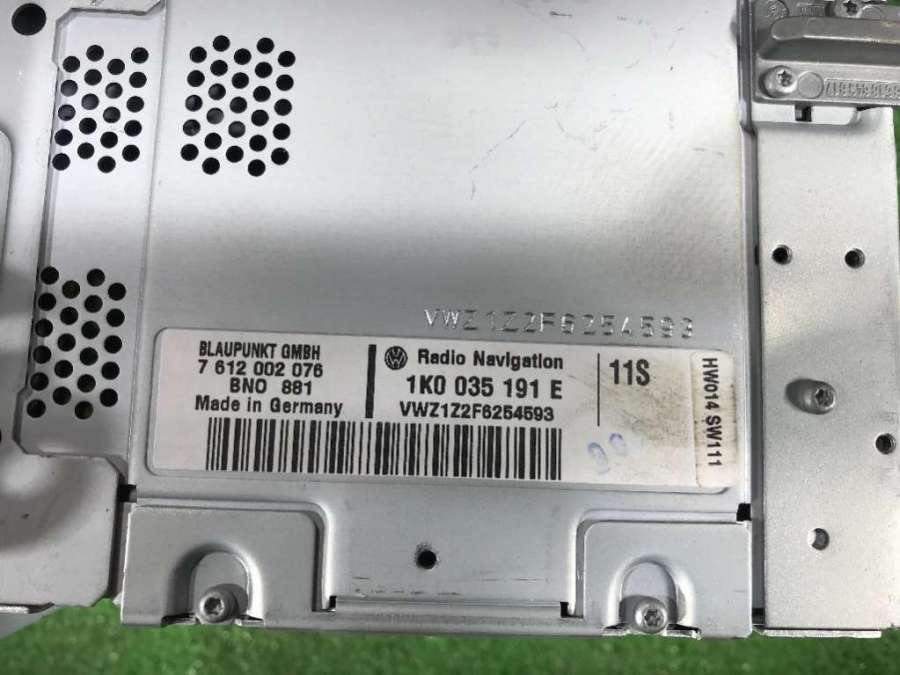 VWZ1Z2F6254593
BLAUPUNKT GMBH
7 612 002 076
BNO 881
Made in Germany
Radio Navigation
1K0 035 191 E
VWZ1Z2F6254593
11S
HW014 SW111